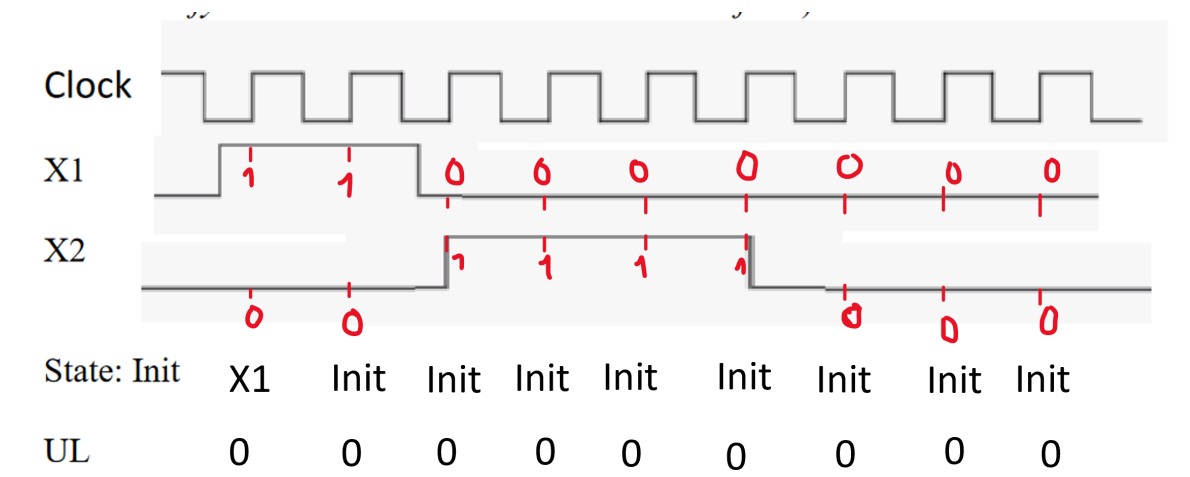 Clock
X1 1 1 0 0 0 0 0 0 0
X2 1 1 1 1
0 0 0 0 0
State: Init X1 Init Init Init Init Init Init Init Init
UL 0 0 0 0 0 0 0 0 0